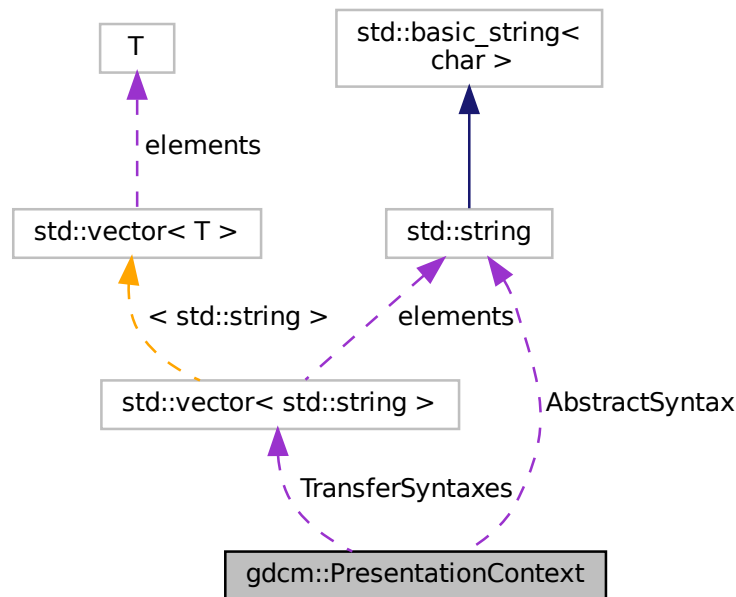 T
std::basic_string<
char >
elements
std::vector< T >
std::string
< std::string >
elements
std::vector< std::string >
AbstractSyntax
TransferSyntaxes
gdcm::PresentationContext